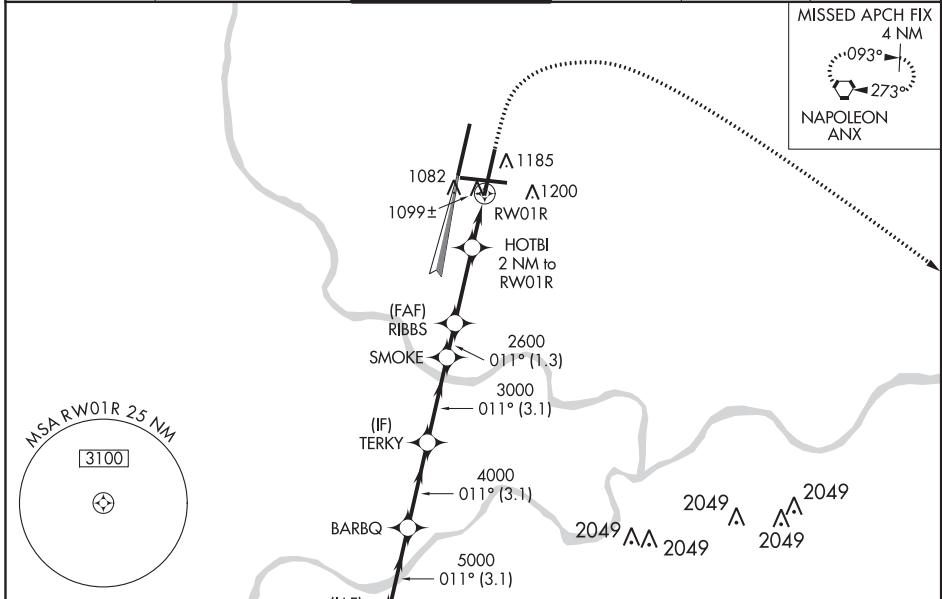 MISSED APCH FIX
4 NM
093°
273°
NAPOLEON
ANX
1185
1082
1200
1099±
RW01R
HOTBI
2 NM to
RW01R
(FAF)
RIBBS
2600
011° (1.3)
SMOKE
3000
011° (3.1)
(IF)
TERKY
MSA RW01R 25 NM
3100
4000
011° (3.1)
2049
2049
2049
2049
2049
BARBQ
5000
011° (3.1)